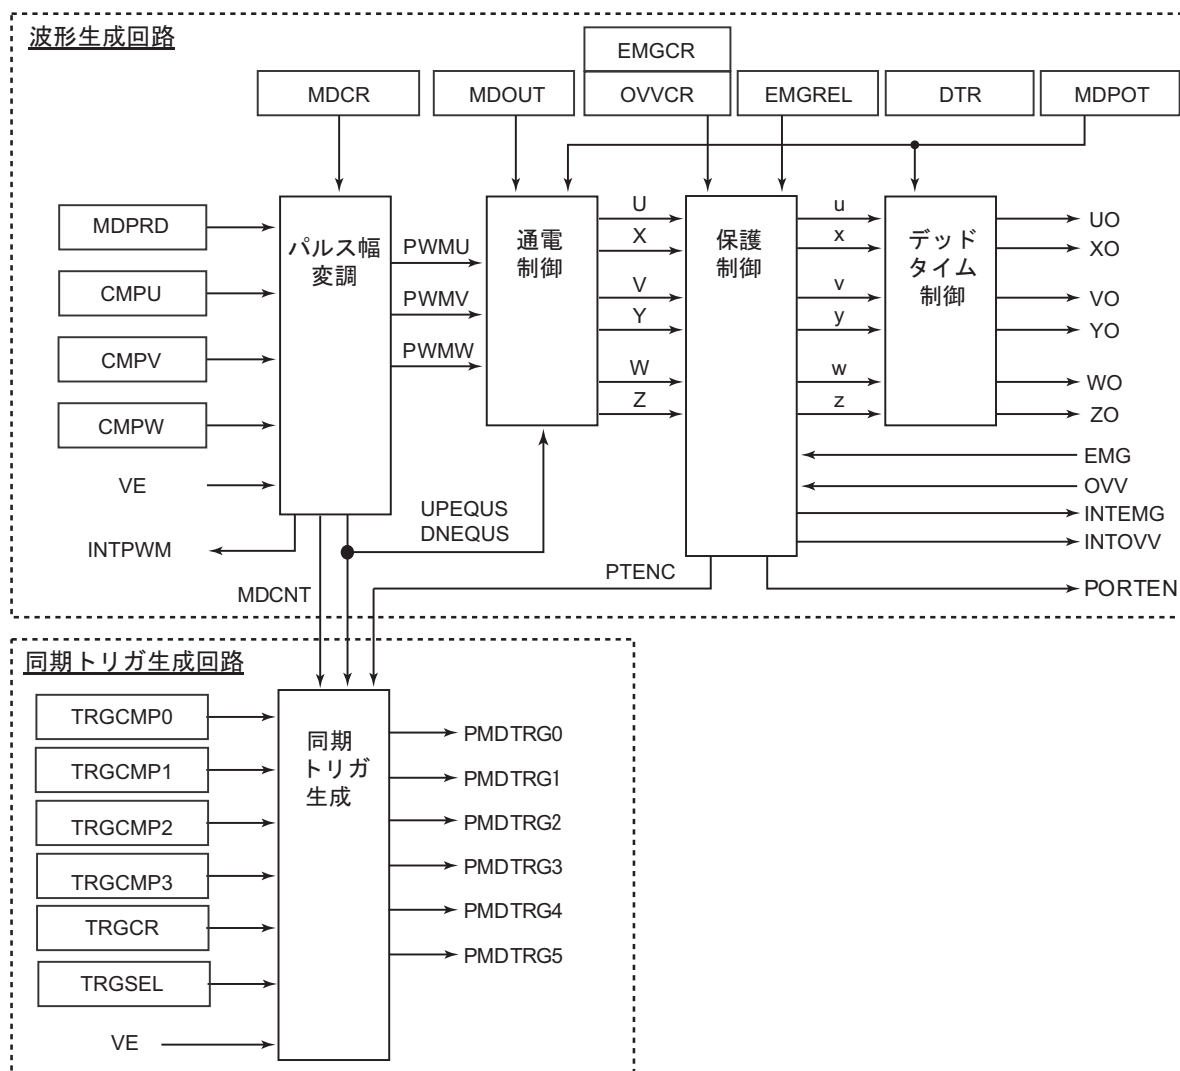 波形生成回路
EMGCR
MDCR
MDOUT
OVVCR
EMGREL
DTR
MDPOT
MDPRD
CMPU
CMPV
CMPW
VE
INTPWM
パルス幅
変調
PWMU
PWMV
PWMW
通電
制御
UPEQUS
DNEQUS
MDCNT
U
X
V
Y
W
Z
保護
制御
PTENC
u
x
v
y
w
z
デッド
タイム
制御
UO
XO
VO
YO
WO
ZO
EMG
OVV
INTEMG
INTOVV
PORTEN
同期トリガ生成回路
TRGCMP0
TRGCMP1
TRGCMP2
TRGCMP3
TRGCR
TRGSEL
VE
同期
トリガ
生成
PMDTRG0
PMDTRG1
PMDTRG2
PMDTRG3
PMDTRG4
PMDTRG5